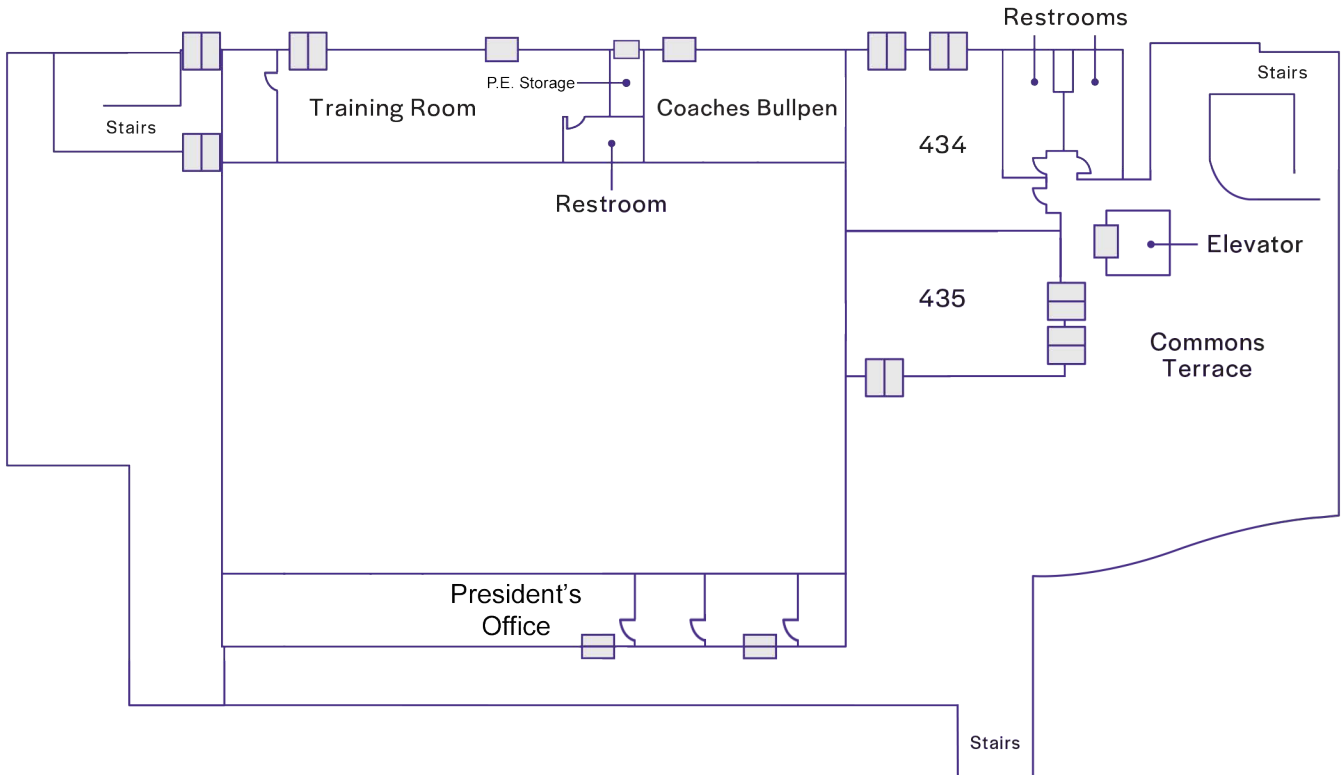 Restrooms
Stairs
P.E. Storage
Training Room
Coaches Bullpen
Stairs
434
Restroom
Elevator
435
Commons
Terrace
President's
Office
Stairs